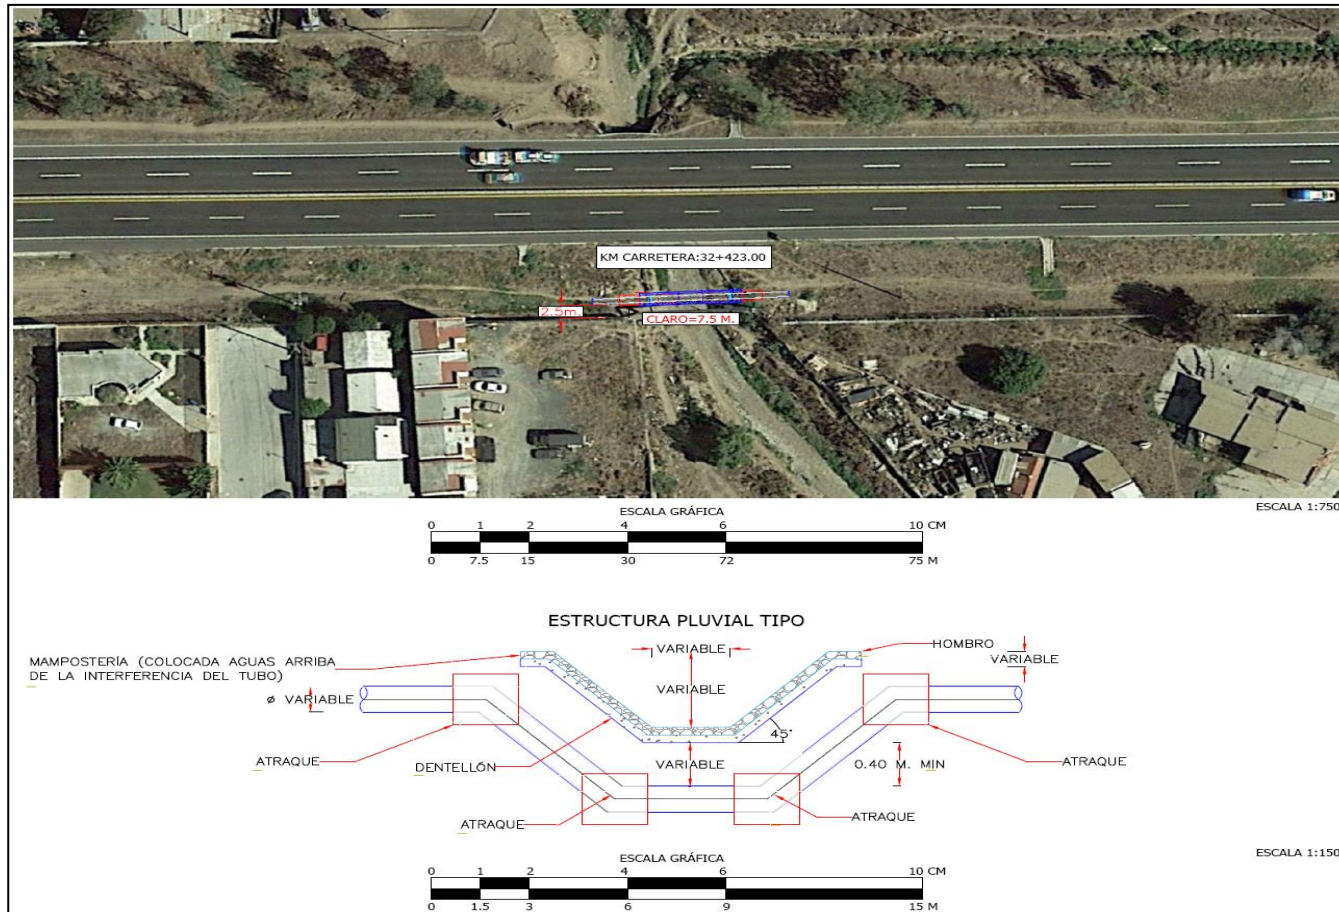 KM CARRETERA:32+423.00
2.5m.
CLARO=7.5 M.
ESCALA GRÁFICA
ESCALA 1:750
0 1 2 4 6 10 CM
0 7.5 15 30 72 75 M
ESTRUCTURA PLUVIAL TIPO
VARIABLE
HOMBRO
VARIABLE
MAMPOSTERÍA (COLOCADA AGUAS ARRIBA
DE LA INTERFERENCIA DEL TUBO)
VARIABLE
ø VARIABLE
45°
ATRAQUE
DENTELLÓN
VARIABLE
0.40 M. MIN
ATRAQUE
ATRAQUE
ATRAQUE
ESCALA GRÁFICA
ESCALA 1:150
0 1 2 4 6 10 CM
0 1.5 3 6 9 15 M